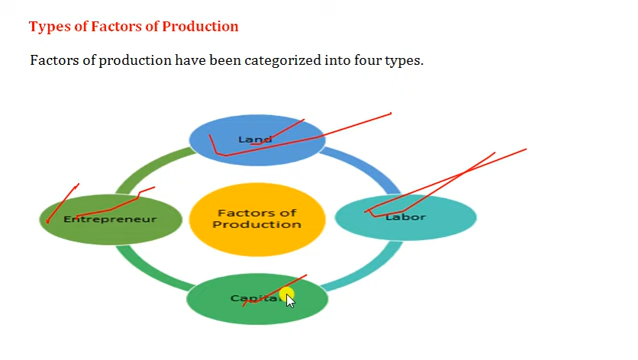 Types of Factors of Production
Factors of production have been categorized into four types.
Land
Entrepreneur
Factors of
Production
Labor
Capital